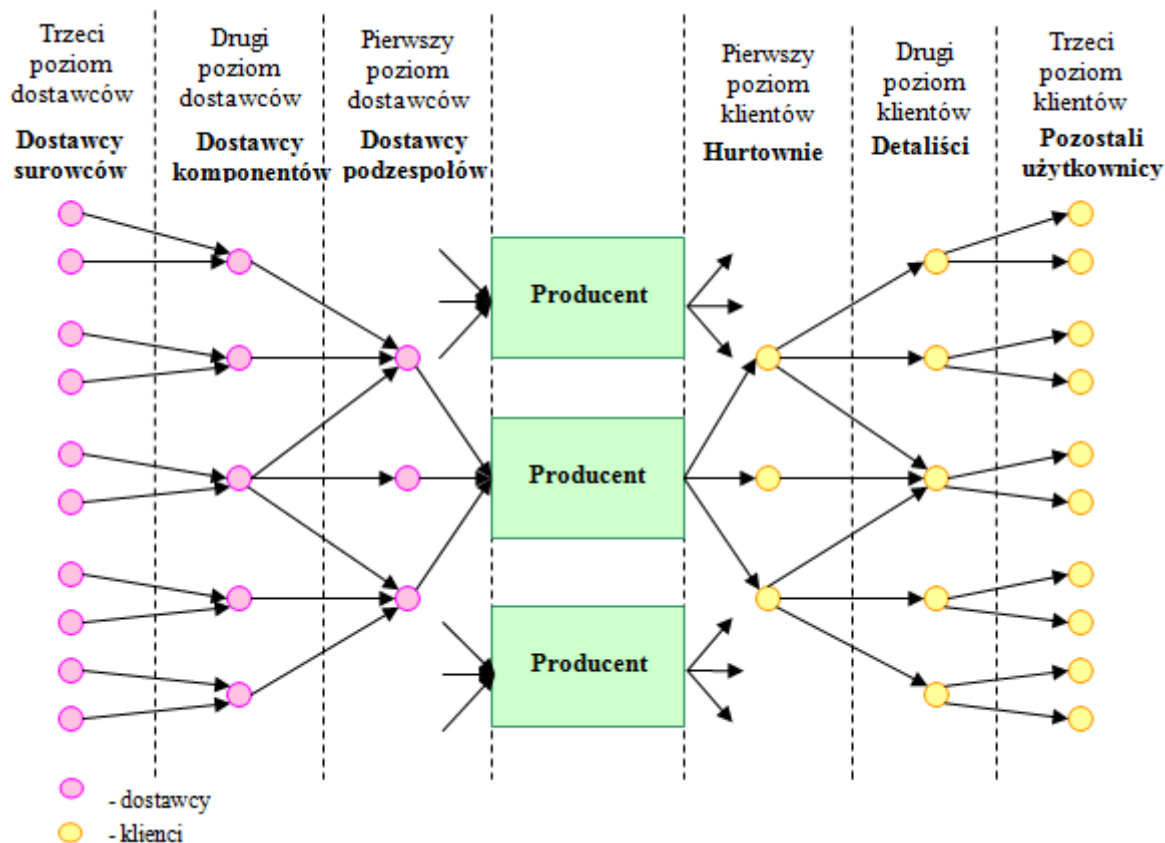 Trzeci
poziom
dostawców
Dostawcy
surowców
Drugi
poziom
dostawców
Dostawcy
komponentów
Pierwszy
poziom
dostawców
Dostawcy
podzespołów
Pierwszy
poziom
klientów
Hurtownie
Drugi
poziom
klientów
Detaliści
Trzeci
poziom
klientów
Pozostali
użytkownicy
Producent
Producent
Producent
- dostawcy
- klienci